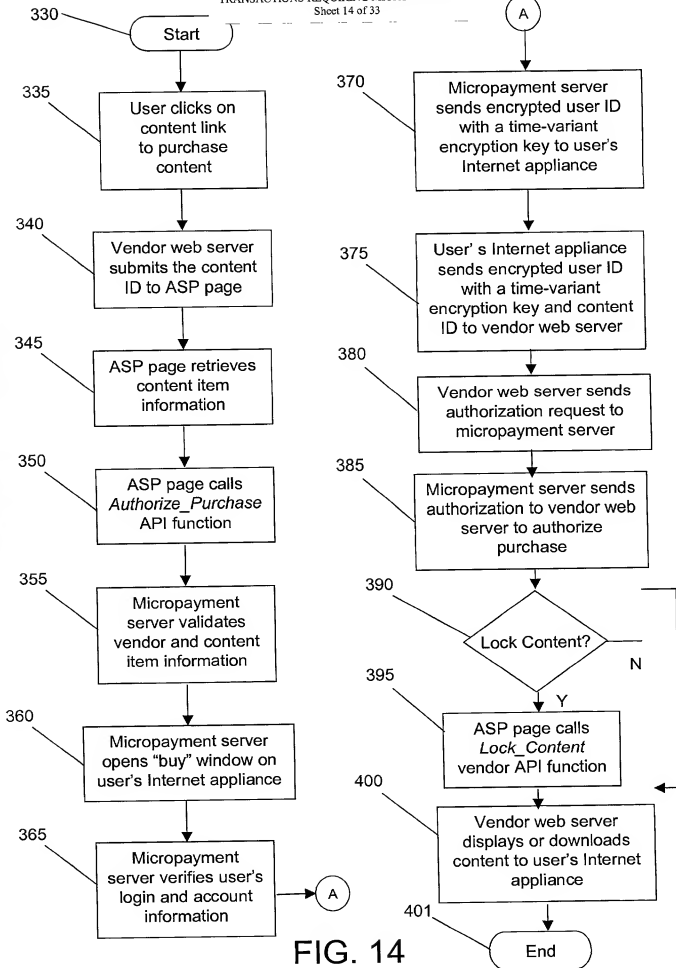 Sheet 14 of 33
330
Start
335
User clicks on
content link
to purchase
content
340
Vendor web server
submits the content
ID to ASP page
345
ASP page retrieves
content item
information
350
ASP page calls
Authorize_Purchase
API function
355
Micropayment
server validates
vendor and content
item information
360
Micropayment server
opens “buy” window on
user's Internet appliance
365
Micropayment
server verifies user's
login and account
information
A
A
370
Micropayment server
sends encrypted user ID
with a time-variant
encryption key to user's
Internet appliance
375
User' s Internet appliance
sends encrypted user ID
with a time-variant
encryption key and content
ID to vendor web server
380
Vendor web server sends
authorization request to
micropayment server
385
Micropayment server sends
authorization to vendor web
server to authorize
purchase
390
Lock Content?
N
Y
395
ASP page calls
Lock_Content
vendor API function
400
Vendor web server
displays or downloads
content to user's Internet
appliance
401
End
FIG. 14